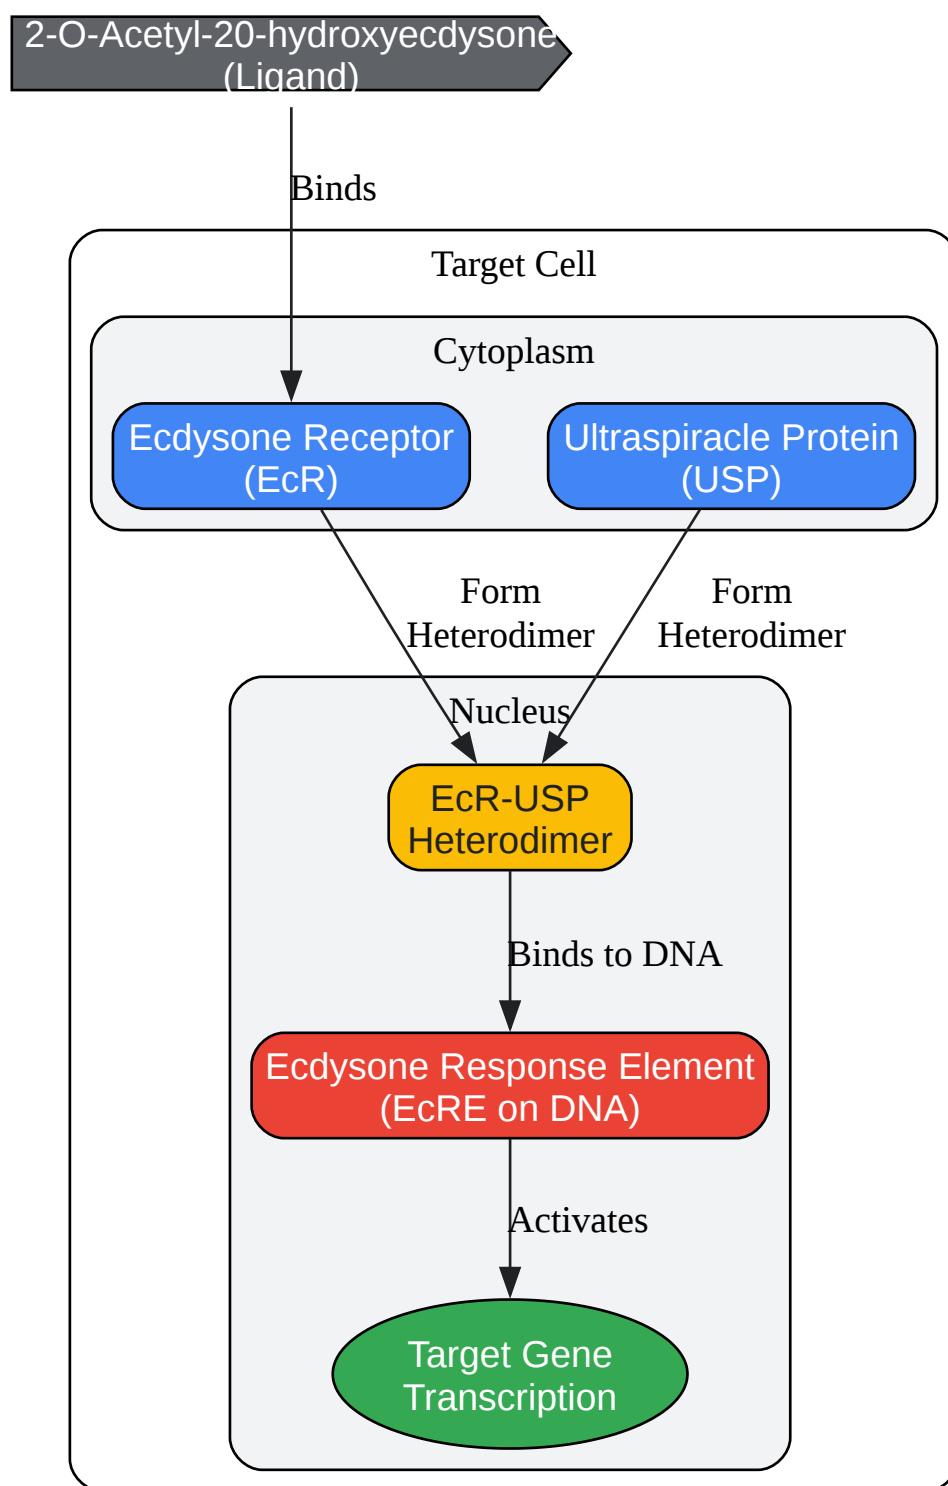 2-O-Acetyl-20-hydroxyecdysone
(Ligand)
Binds
Target Cell
Cytoplasm
Ecdysone Receptor
(EcR)
Ultraspiracle Protein
(USP)
Form
Heterodimer
Form
Heterodimer
Nucleus
EcR-USP
Heterodimer
Binds to DNA
Ecdysone Response Element
(EcRE on DNA)
Activates
Target Gene
Transcription